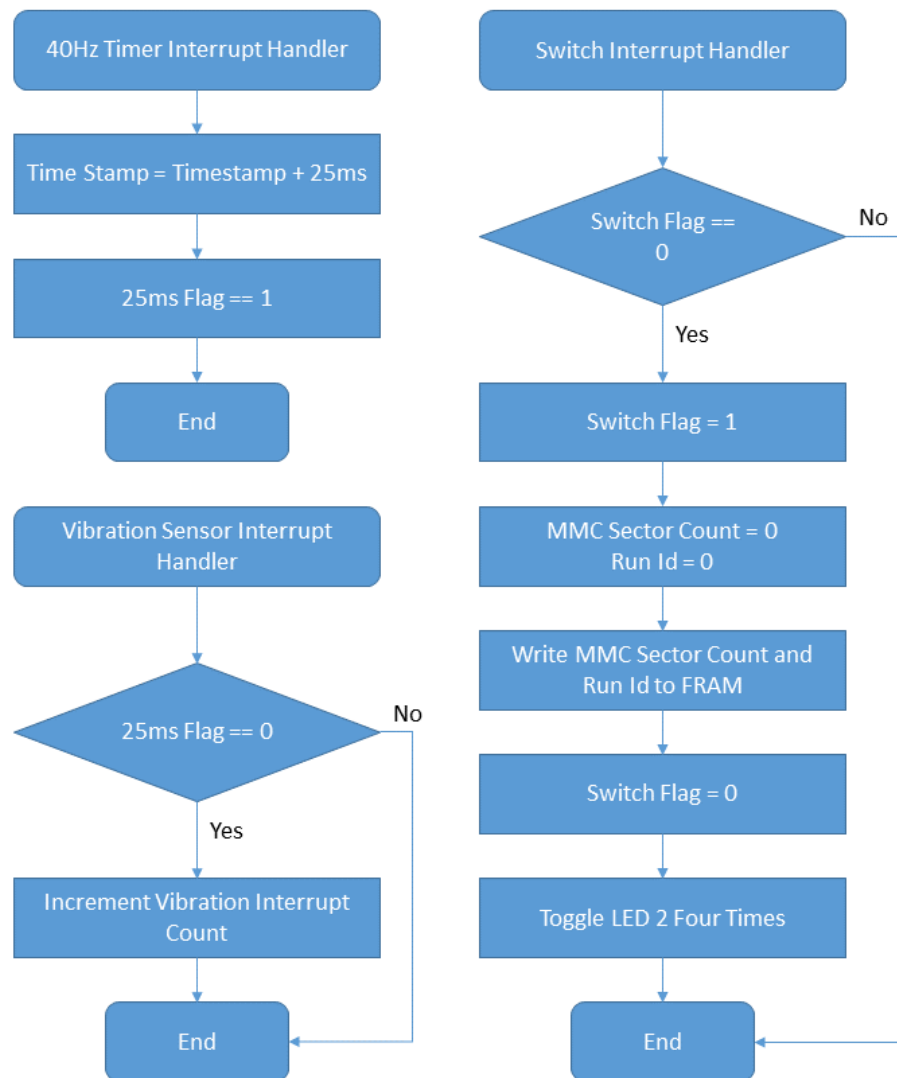 40Hz Timer Interrupt Handler
Time Stamp = Timestamp + 25ms
25ms Flag == 1
End
Vibration Sensor Interrupt
Handler
25ms Flag == 0
No
Yes
Increment Vibration Interrupt
Count
End
Switch Interrupt Handler
Switch Flag ==
0
No
Yes
Switch Flag = 1
MMC Sector Count = 0
Run Id = 0
Write MMC Sector Count and
Run Id to FRAM
Switch Flag = 0
Toggle LED 2 Four Times
End